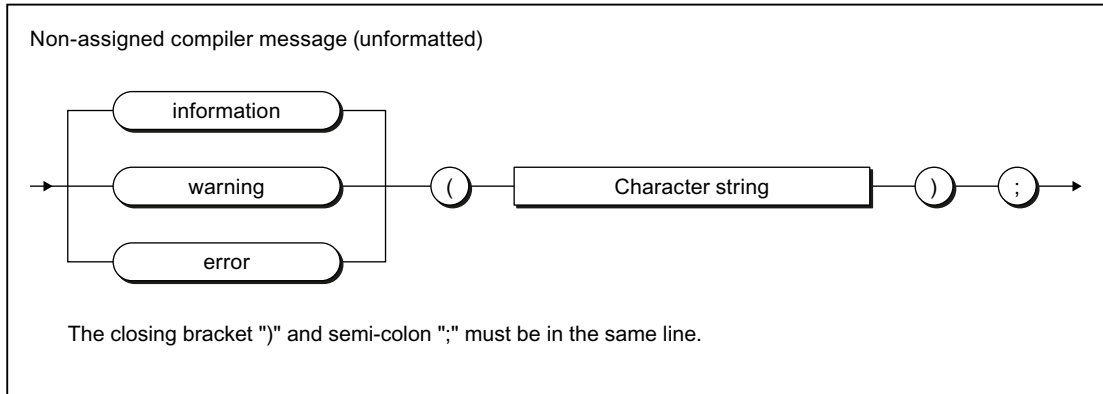 Non-assigned compiler message (unformatted)
information
warning
( Character string ) ;
error
The closing bracket ")" and semi-colon ";" must be in the same line.